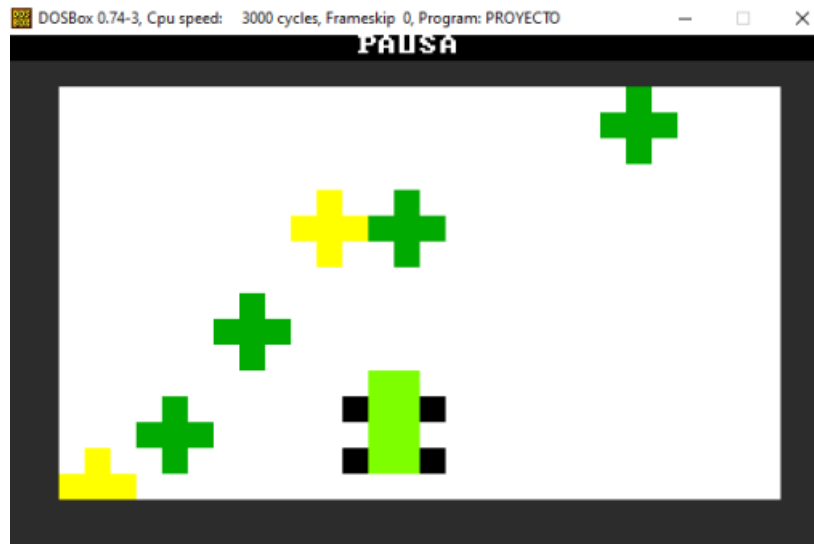 DOSBox 0.74-3, Cpu speed: 3000 cycles, Frameskip 0, Program: PROYECTO
PAUSA